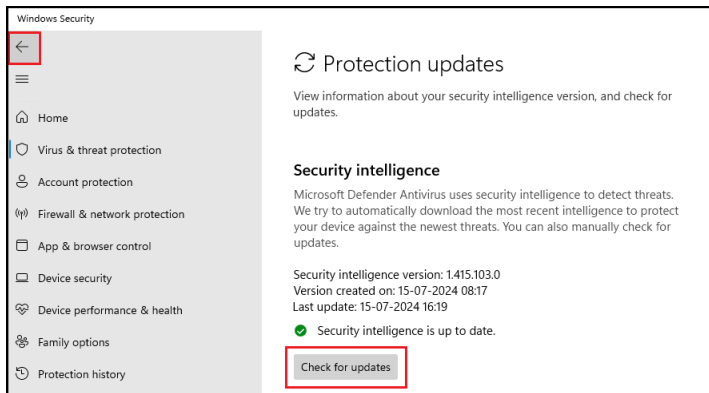 Windows Security
Home
Virus & threat protection
Account protection
Firewall & network protection
App & browser control
Device security
Device performance & health
Family options
Protection history
Protection updates
View information about your security intelligence version, and check for
updates.
Security intelligence
Microsoft Defender Antivirus uses security intelligence to detect threats.
We try to automatically download the most recent intelligence to protect
your device against the newest threats. You can also manually check for
updates.
Security intelligence version: 1.415.103.0
Version created on: 15-07-2024 08:17
Last update: 15-07-2024 16:19
Security intelligence is up to date.
Check for updates